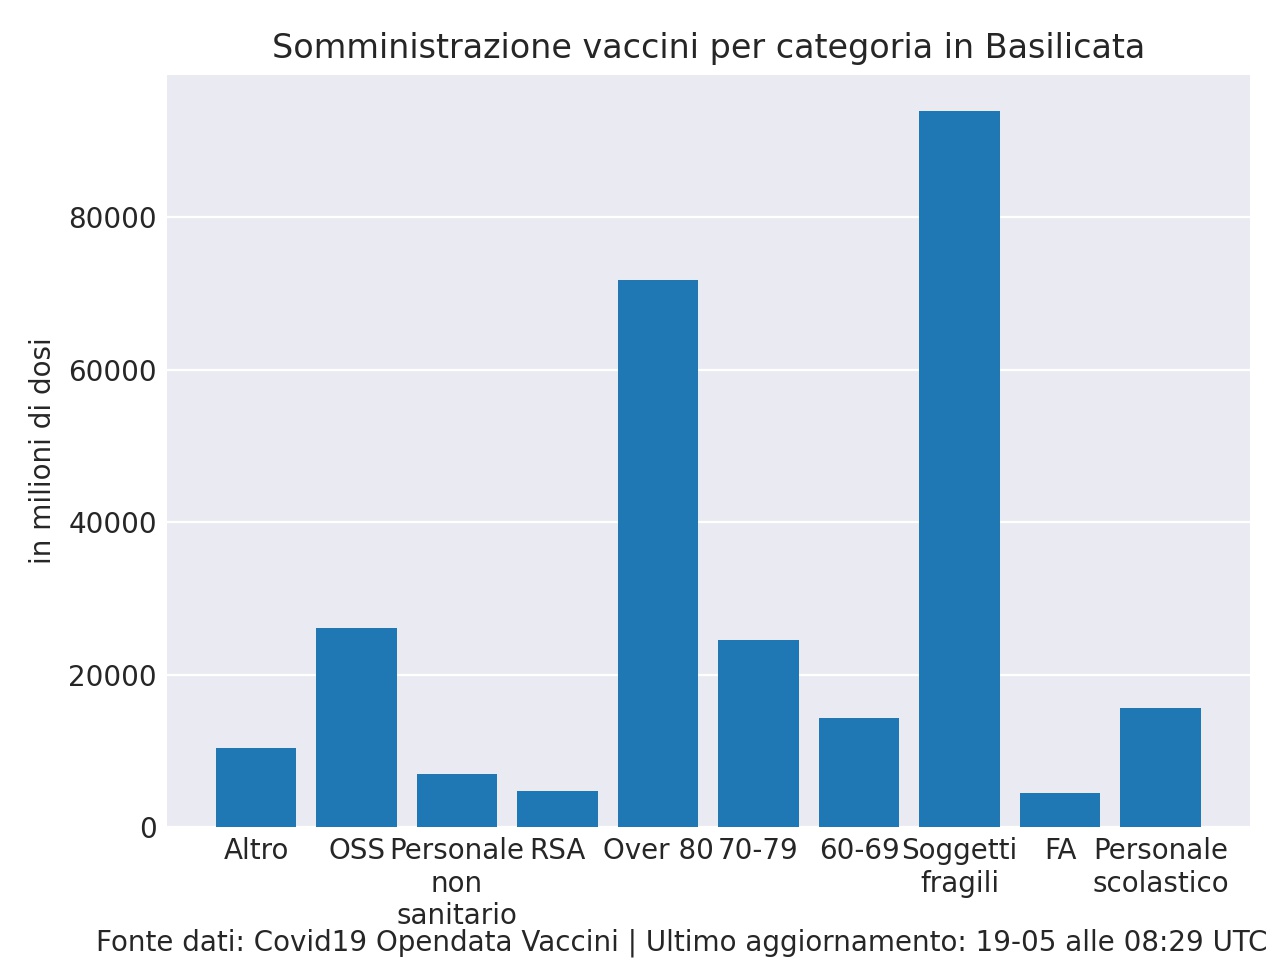 Somministrazione vaccini per categoria in Basilicata
in milioni di dosi
80000
60000
40000
20000
0
Altro
OSS
Personale
non
sanitario
RSA
Over 80
70-79
60-69
Soggetti
fragili
FA
Personale
scolastico
Fonte dati: Covid19 Opendata Vaccini | Ultimo aggiornamento: 19-05 alle 08:29 UTC